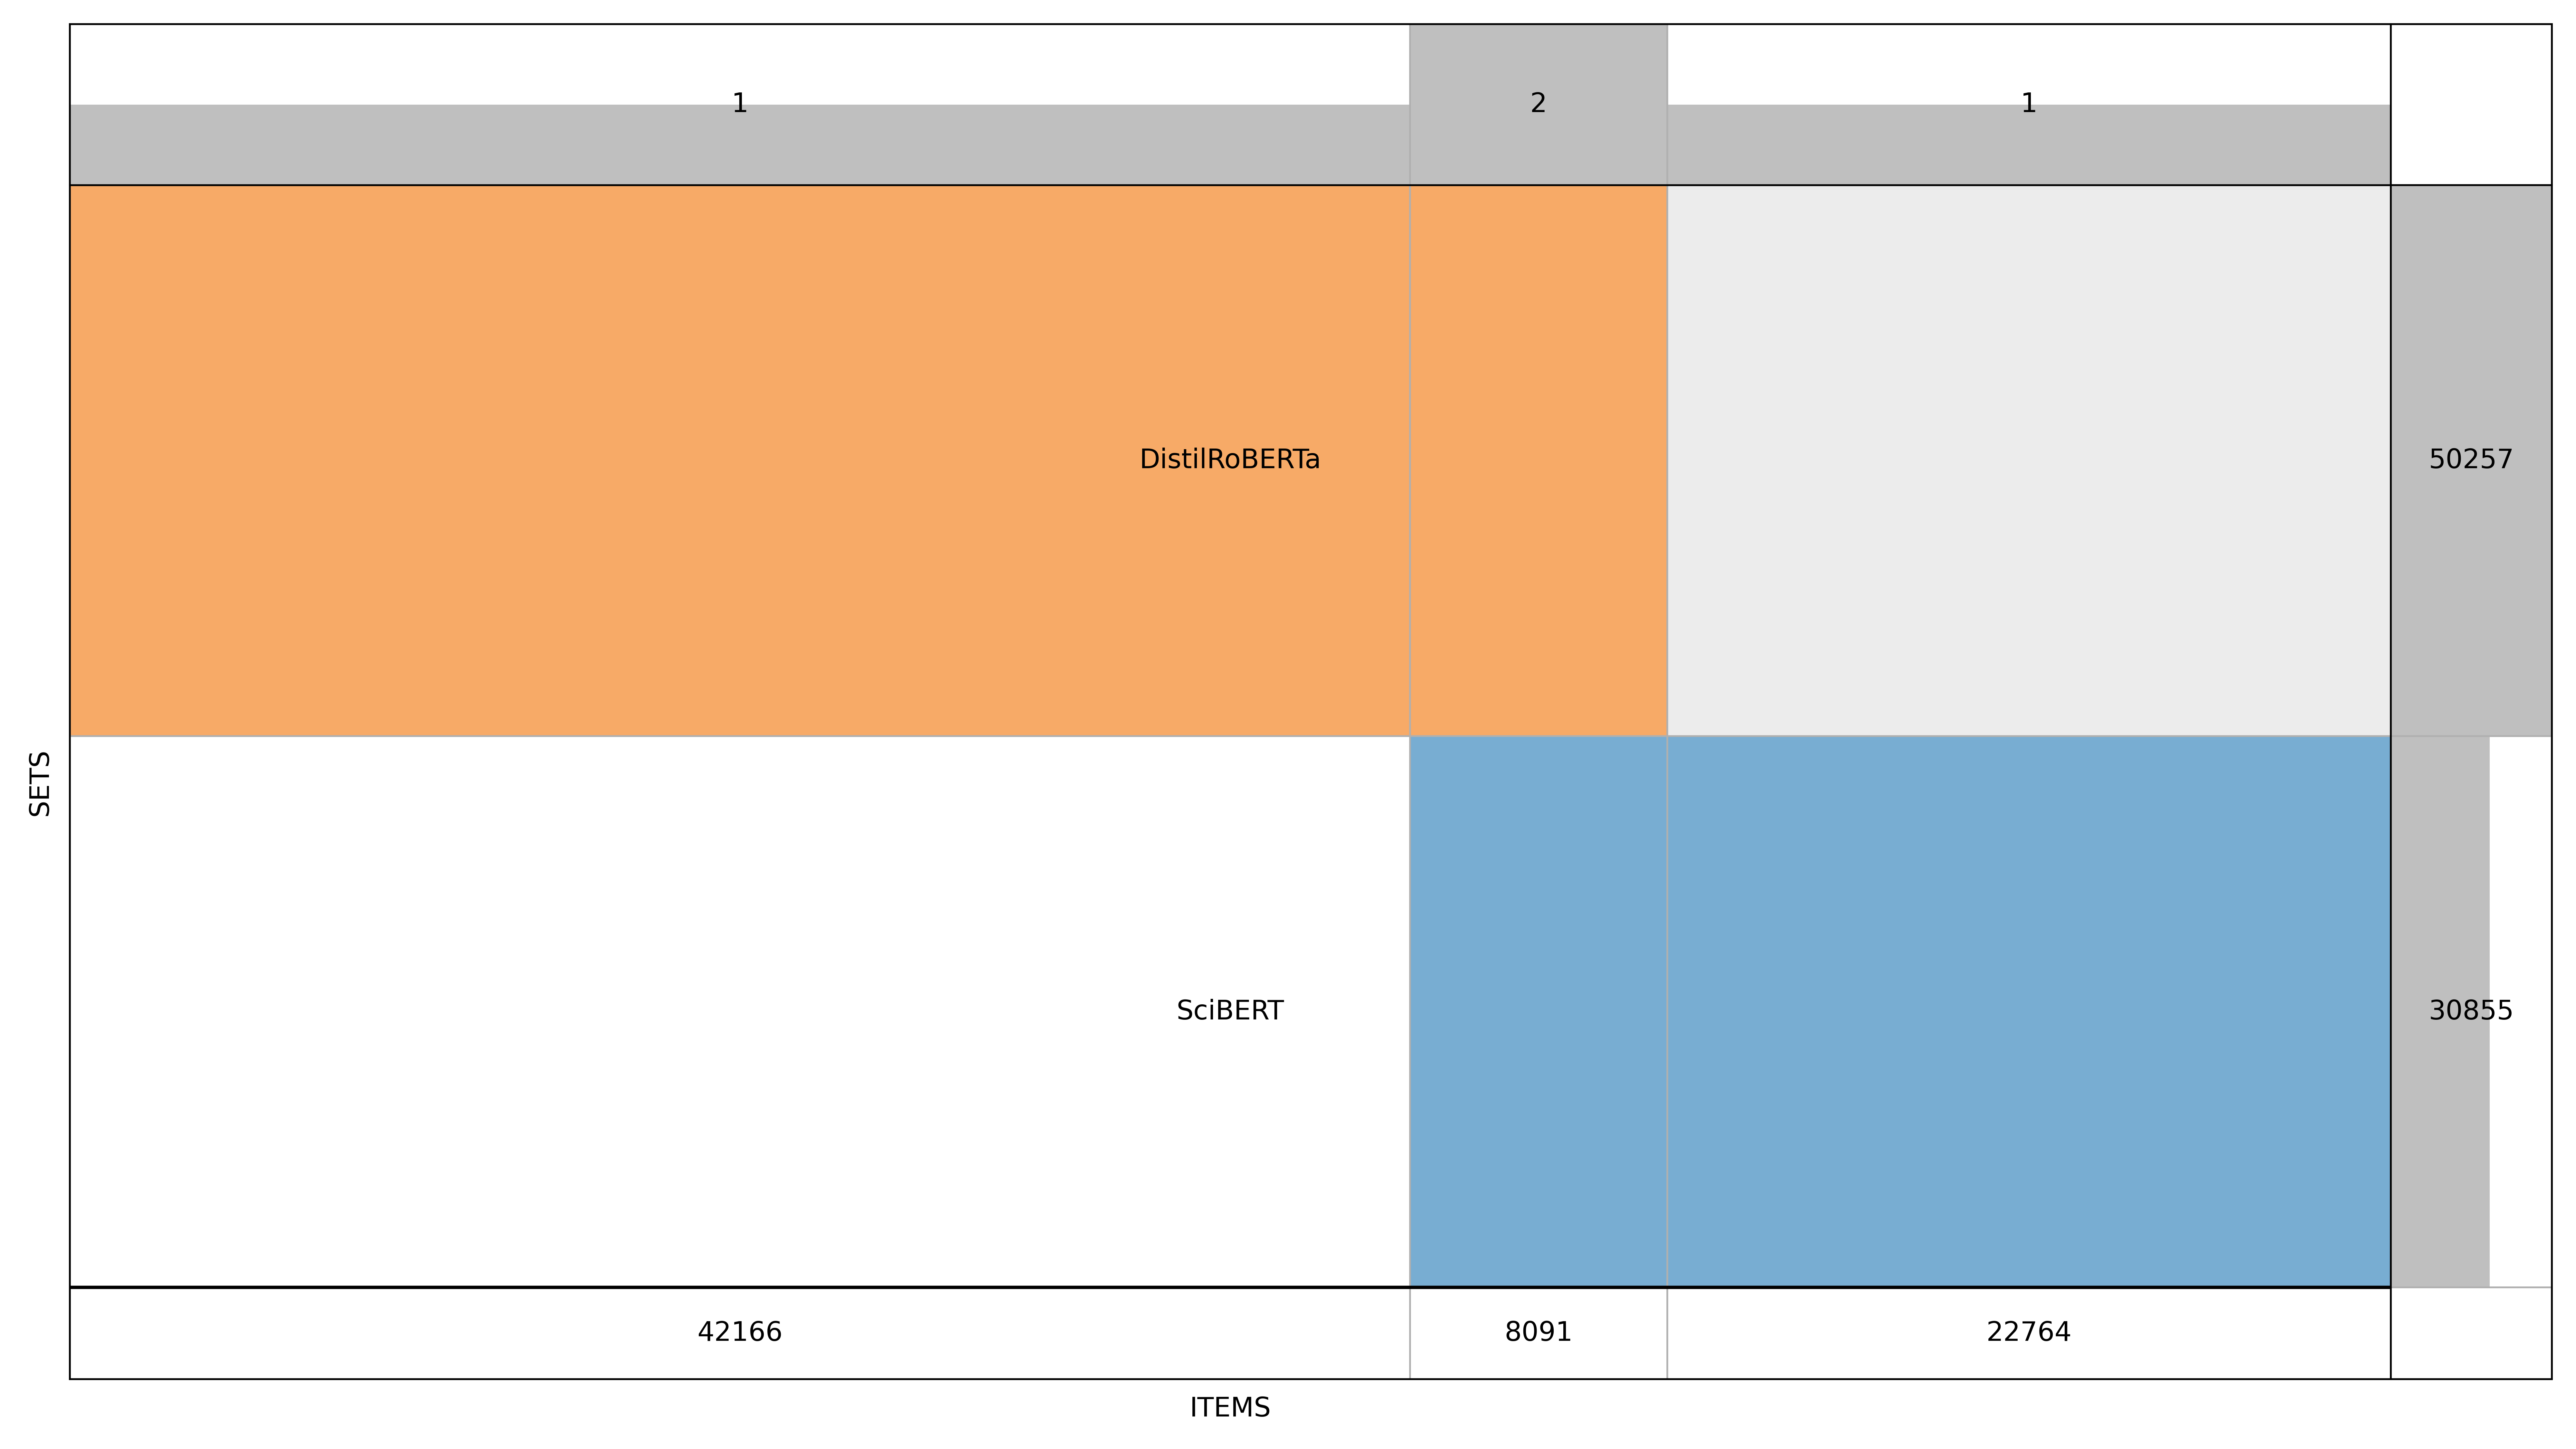 1 2 1
DistilRoBERTa 50257
SETS
SciBERT 30855
42166 8091 22764
ITEMS